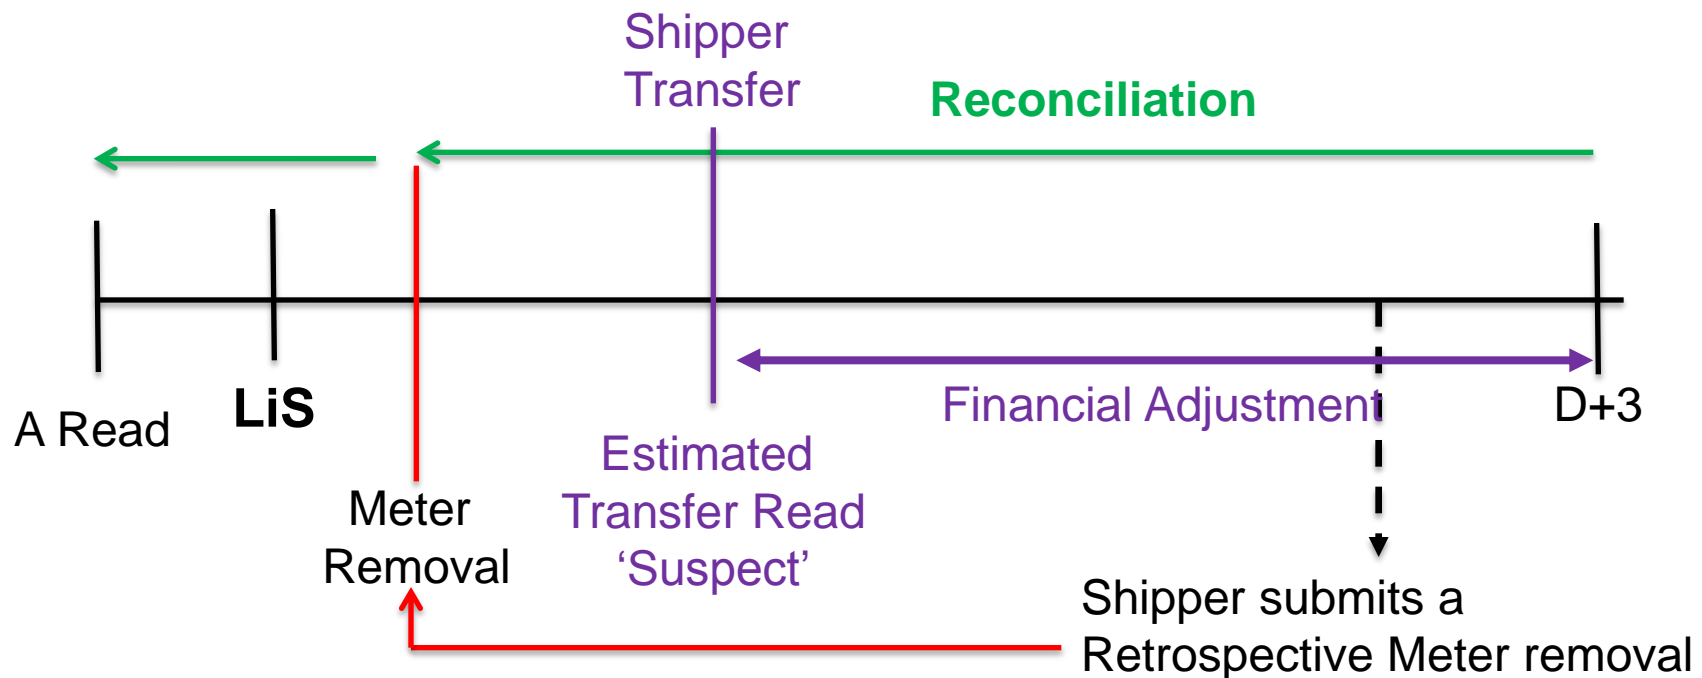 Shipper
Transfer
Reconciliation
A Read
LiS
Financial Adjustment
D+3
Meter
Removal
Estimated
Transfer Read
‘Suspect’
Shipper submits a
Retrospective Meter removal